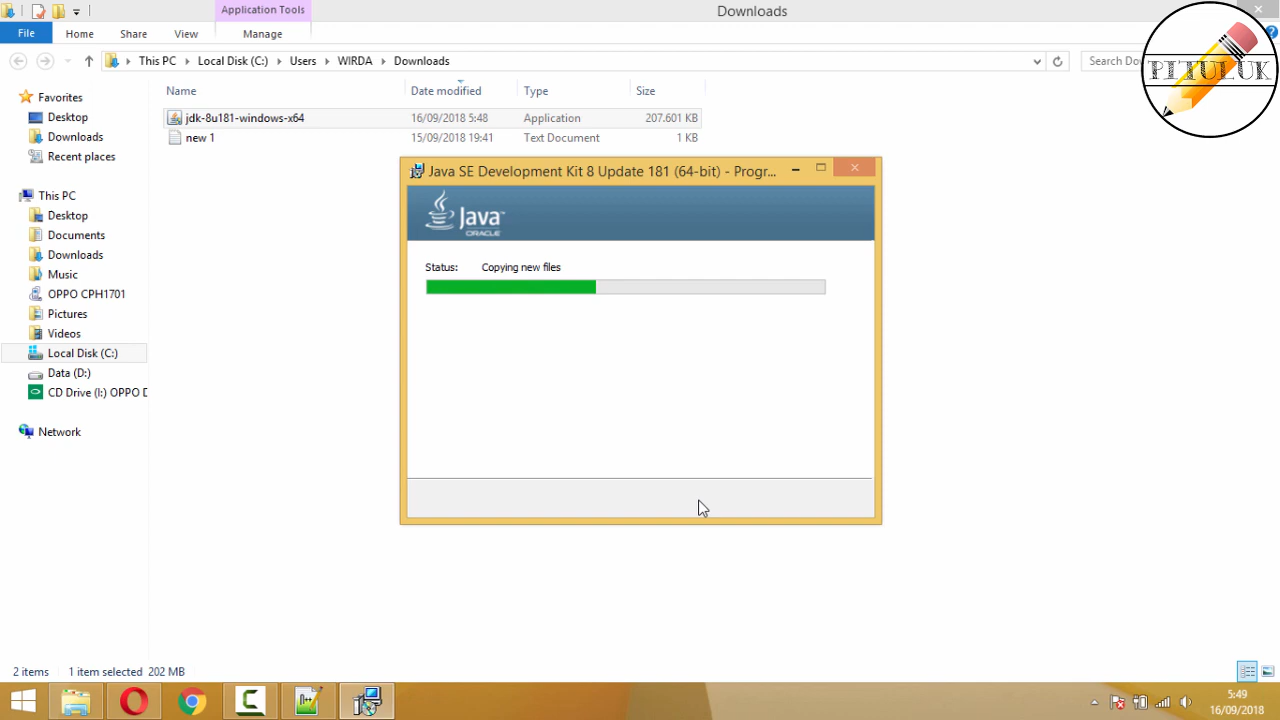 Application Tools
Downloads
File
Home
Share
View
Manage
This PC
Local Disk (C:)
Users
WIRDA
Downloads
Search Dow
PITULUK
Name
Date modified
Type
Size
jdk-8u181-windows-x64
16/09/2018 5:48
Application
207.601 KB
new 1
15/09/2018 19:41
Text Document
1 KB
Favorites
Desktop
Downloads
Recent places
This PC
Desktop
Documents
Downloads
Music
OPPO CPH1701
Pictures
Videos
Local Disk (C:)
Data (D:)
CD Drive (I:) OPPO D
Network
Java SE Development Kit 8 Update 181 (64-bit) - Progr...
Java
ORACLE
Status:
Copying new files
2 items
1 item selected
202 MB
5:49
16/09/2018